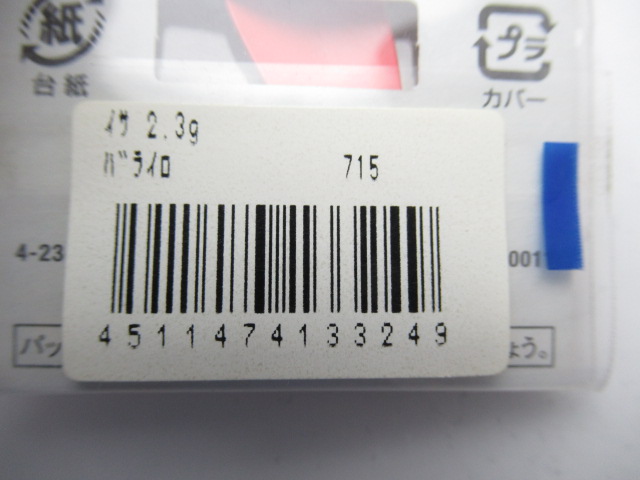 紙
台紙
プラ
カバー
ｲｻ 2.3g
ﾊﾞﾗｲﾛ 715
4-23
001
4511474133249
パッ
ょう。